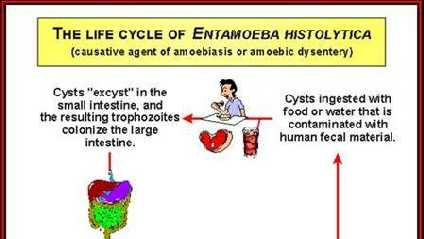 THE LIFE CYCLE OF ENTAMOEBA HISTOLYTICA
(causative agent of amoebiasis or amoebic dysentery)
Cysts "excyst" in the
small intestine, and
the resulting trophozoites
colonize the large
intestine.
Cysts ingested with
food or water that is
contaminated with
human fecal material.